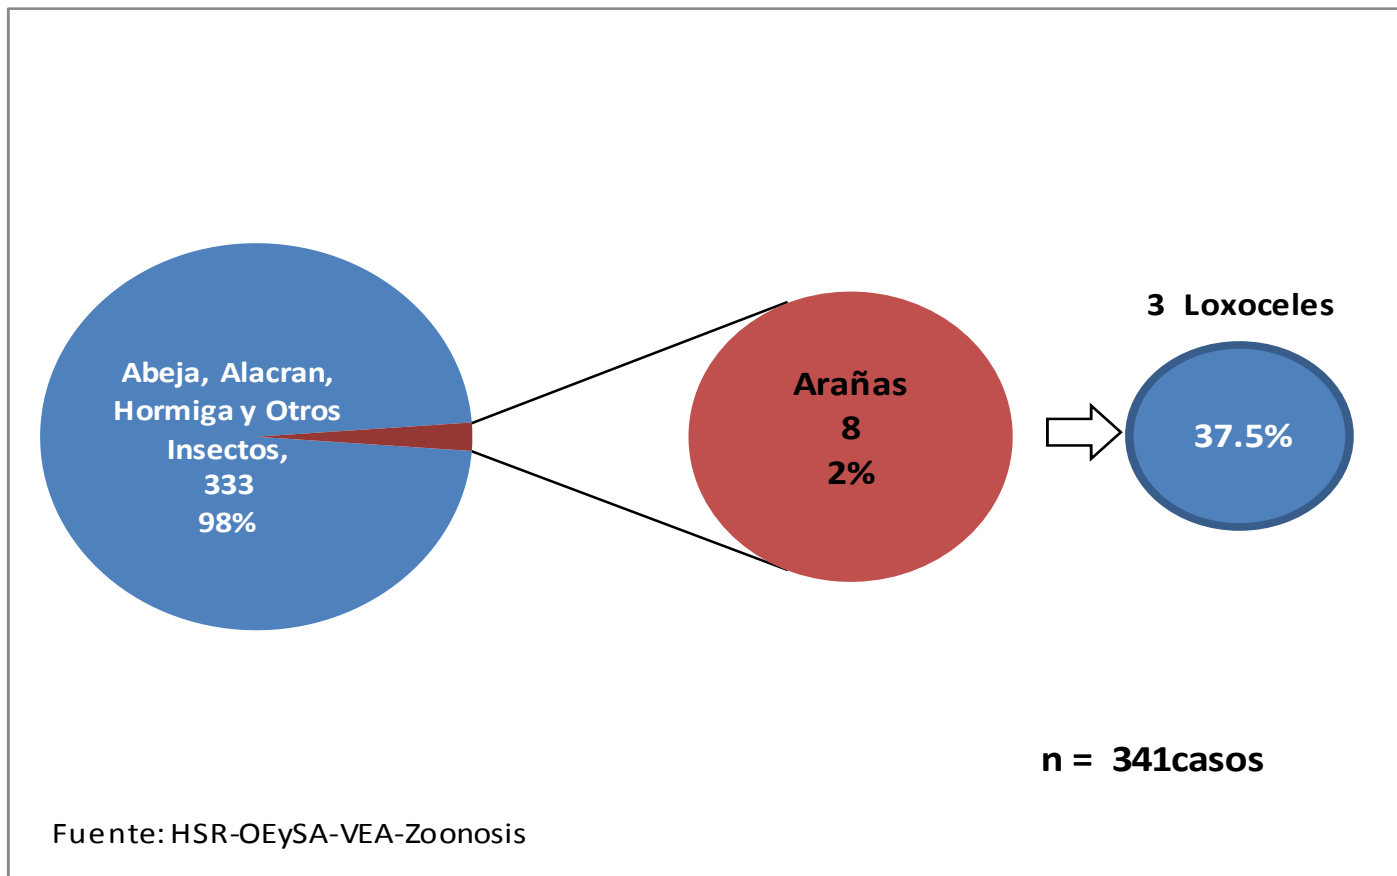 Abeja, Alacran,
Hormiga y Otros
Insectos,
333
98%
Arañas
8
2%
3 Loxoceles
37.5%
n = 341casos
Fuente: HSR-OEySA-VEA-Zoonosis